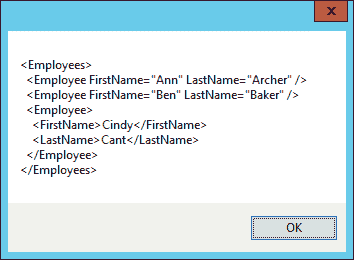 <Employees>
  <Employee FirstName="Ann" LastName="Archer" />
  <Employee FirstName="Ben" LastName="Baker" />
  <Employee>
    <FirstName>Cindy</FirstName>
    <LastName>Cant</LastName>
  </Employee>
</Employees>
OK